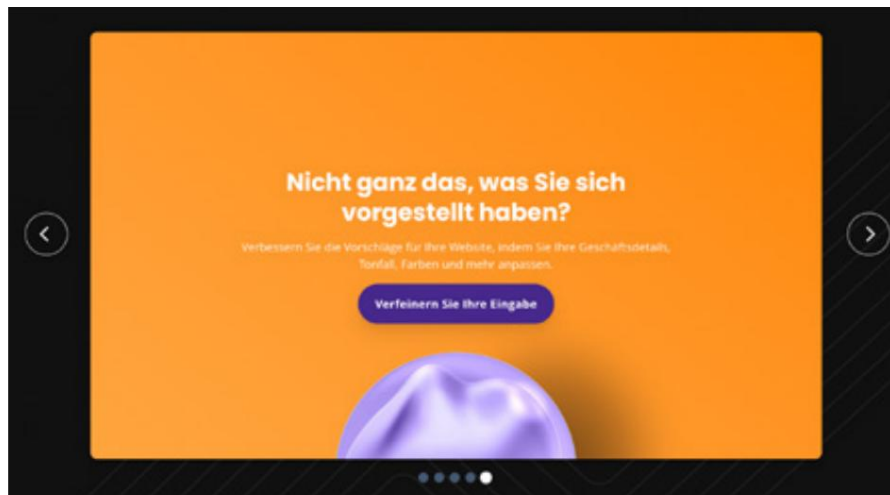 Nicht ganz das, was Sie sich
vorgestellt haben?
Verbessern Sie die Vorschläge für Ihre Website, indem Sie Ihre Geschäftsdetails,
Tonfall, Farben und mehr anpassen.
Verfeinern Sie Ihre Eingabe